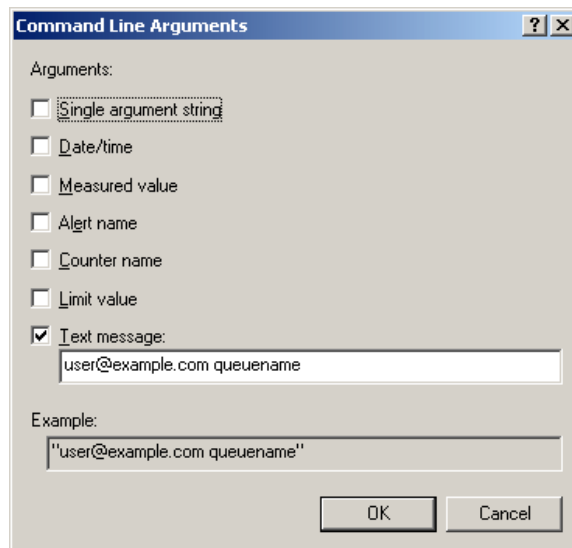 Command Line Arguments
Arguments:
Single argument string
Date/time
Measured value
Alert name
Counter name
Limit value
Text message:
user@example.com queuename
Example:
"user@example.com queuename"
OK Cancel